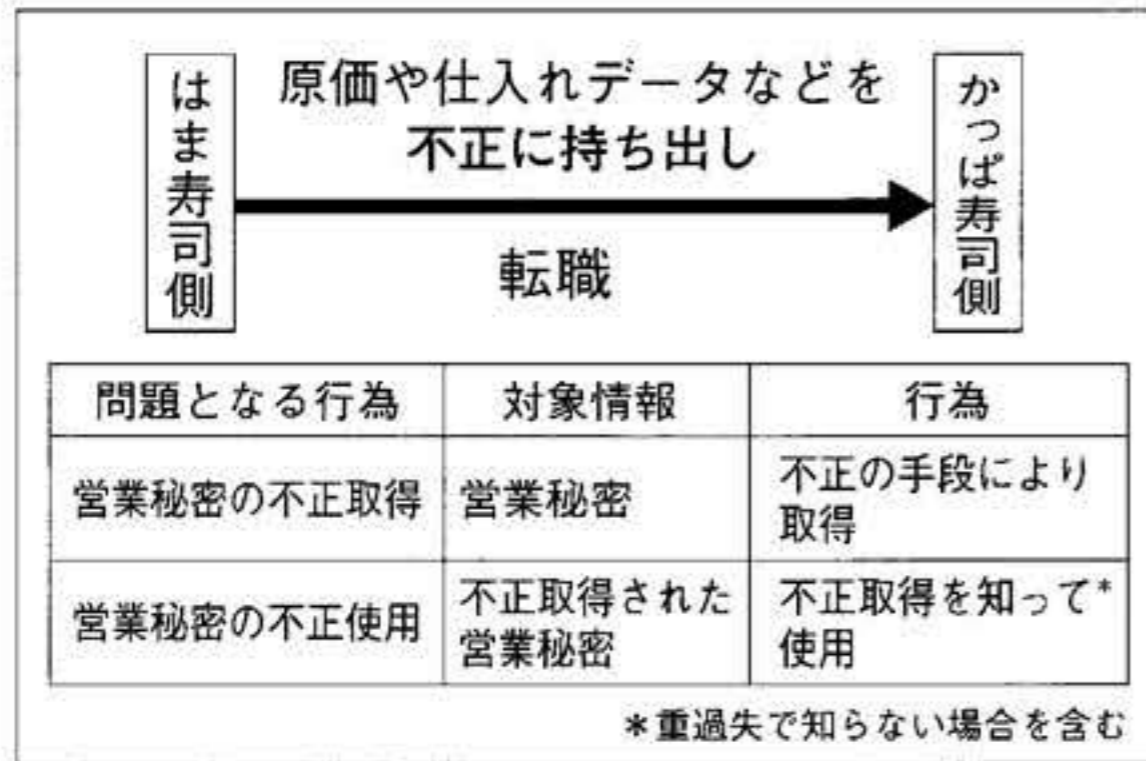 はま寿司側
原価や仕入れデータなどを
不正に持ち出し
転職
かっぱ寿司側
問題となる行為
対象情報
行為
営業秘密の不正取得
営業秘密
不正の手段により
取得
営業秘密の不正使用
不正取得された
営業秘密
不正取得を知って*
使用
*重過失で知らない場合を含む